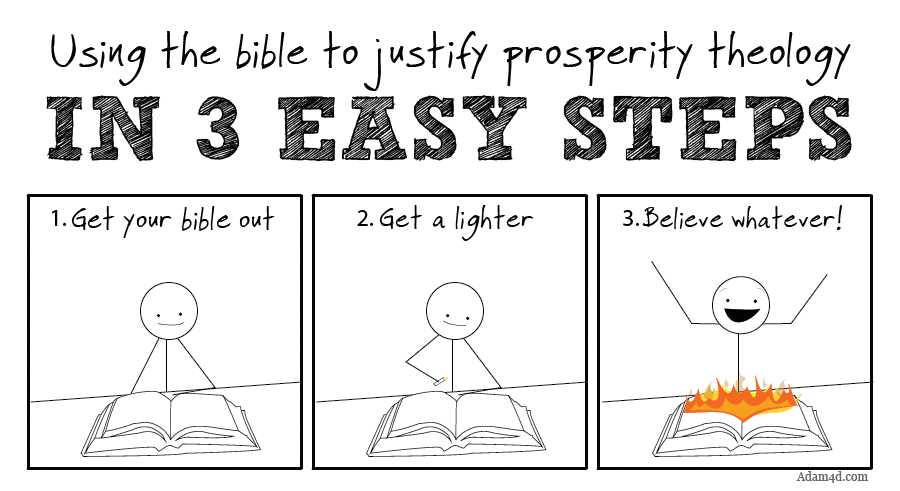 Using the bible to justify prosperity theology
IN 3 EASY STEPS
1. Get your bible out
2. Get a lighter
3. Believe whatever!
Adam4d.com